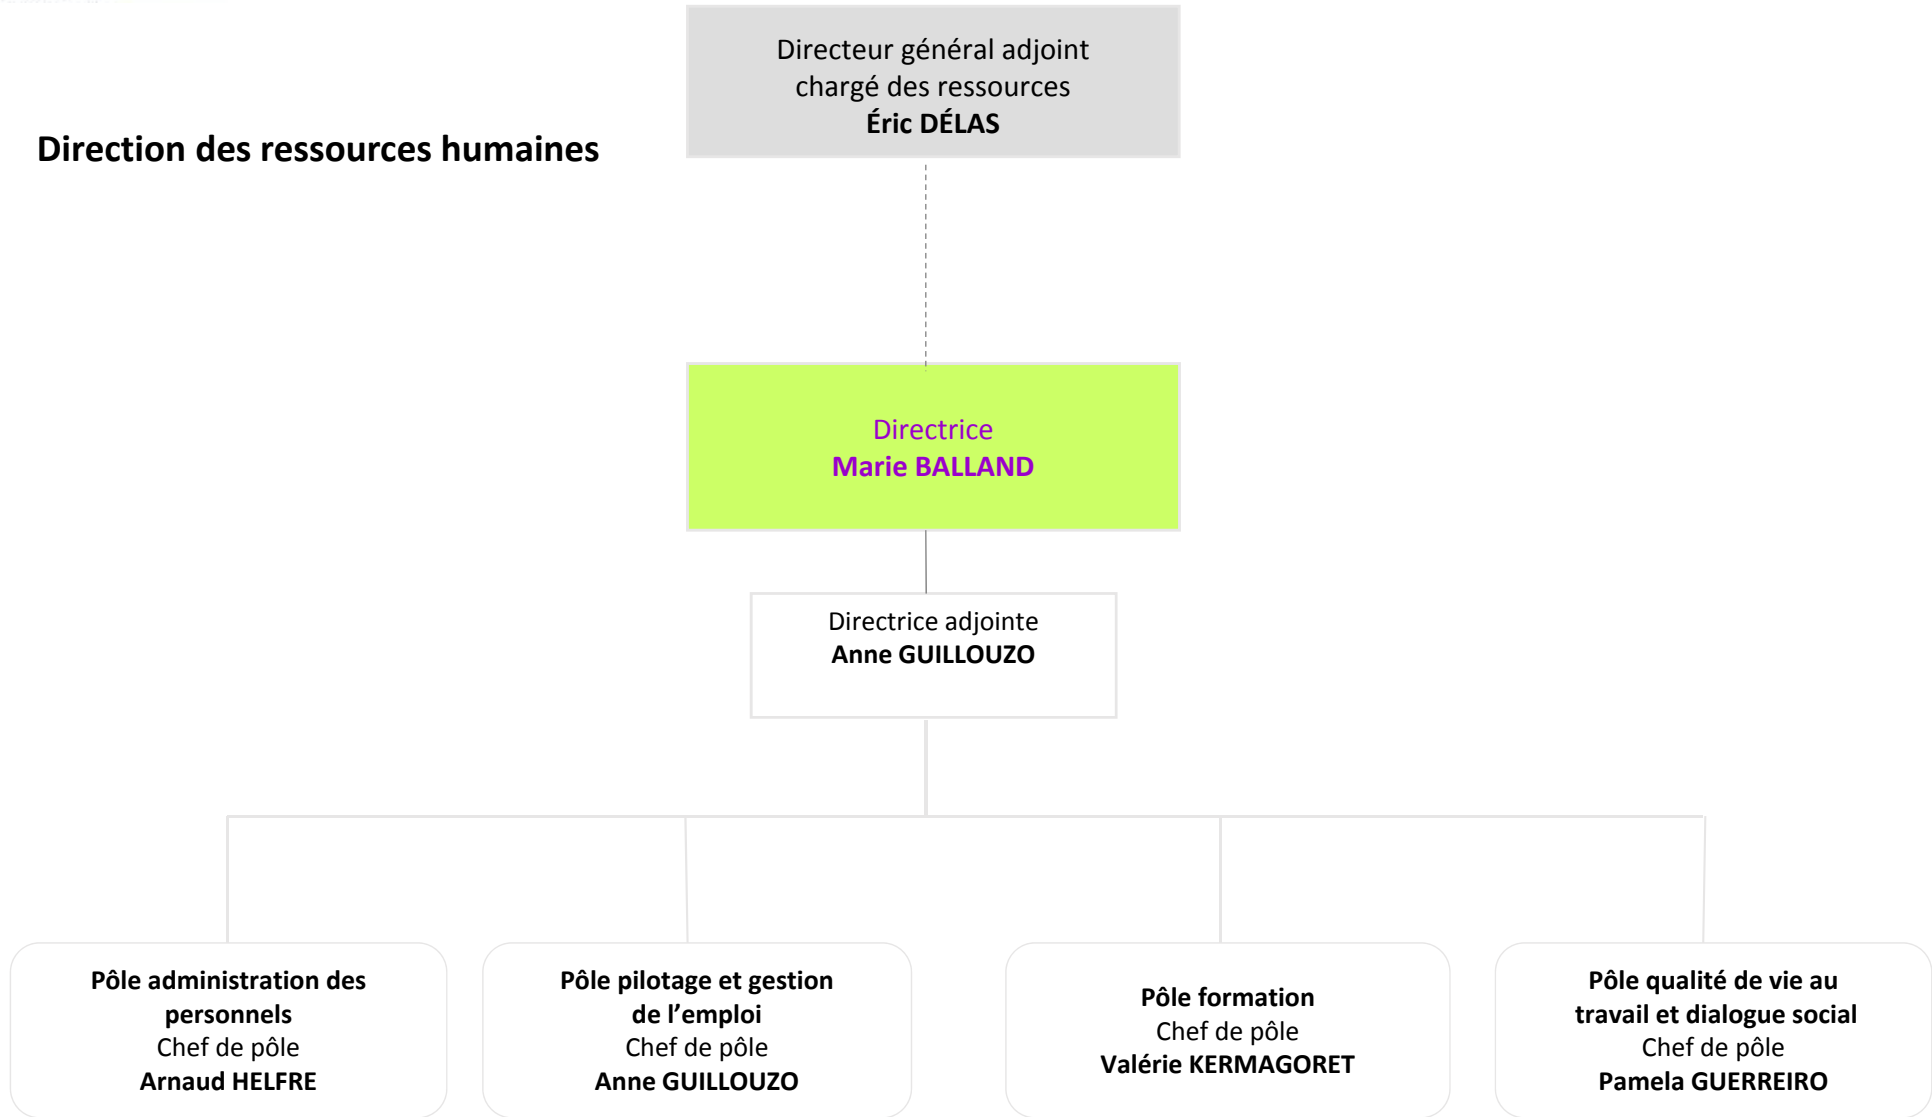 Directeur général adjoint
chargé des ressources
Éric DÉLAS
Direction des ressources humaines
Directrice
Marie BALLAND
Directrice adjointe
Anne GUILLOUZO
Pôle administration des
personnels
Chef de pôle
Arnaud HELFRE
Pôle pilotage et gestion
de l’emploi
Chef de pôle
Anne GUILLOUZO
Pôle formation
Chef de pôle
Valérie KERMAGORET
Pôle qualité de vie au
travail et dialogue social
Chef de pôle
Pamela GUERREIRO